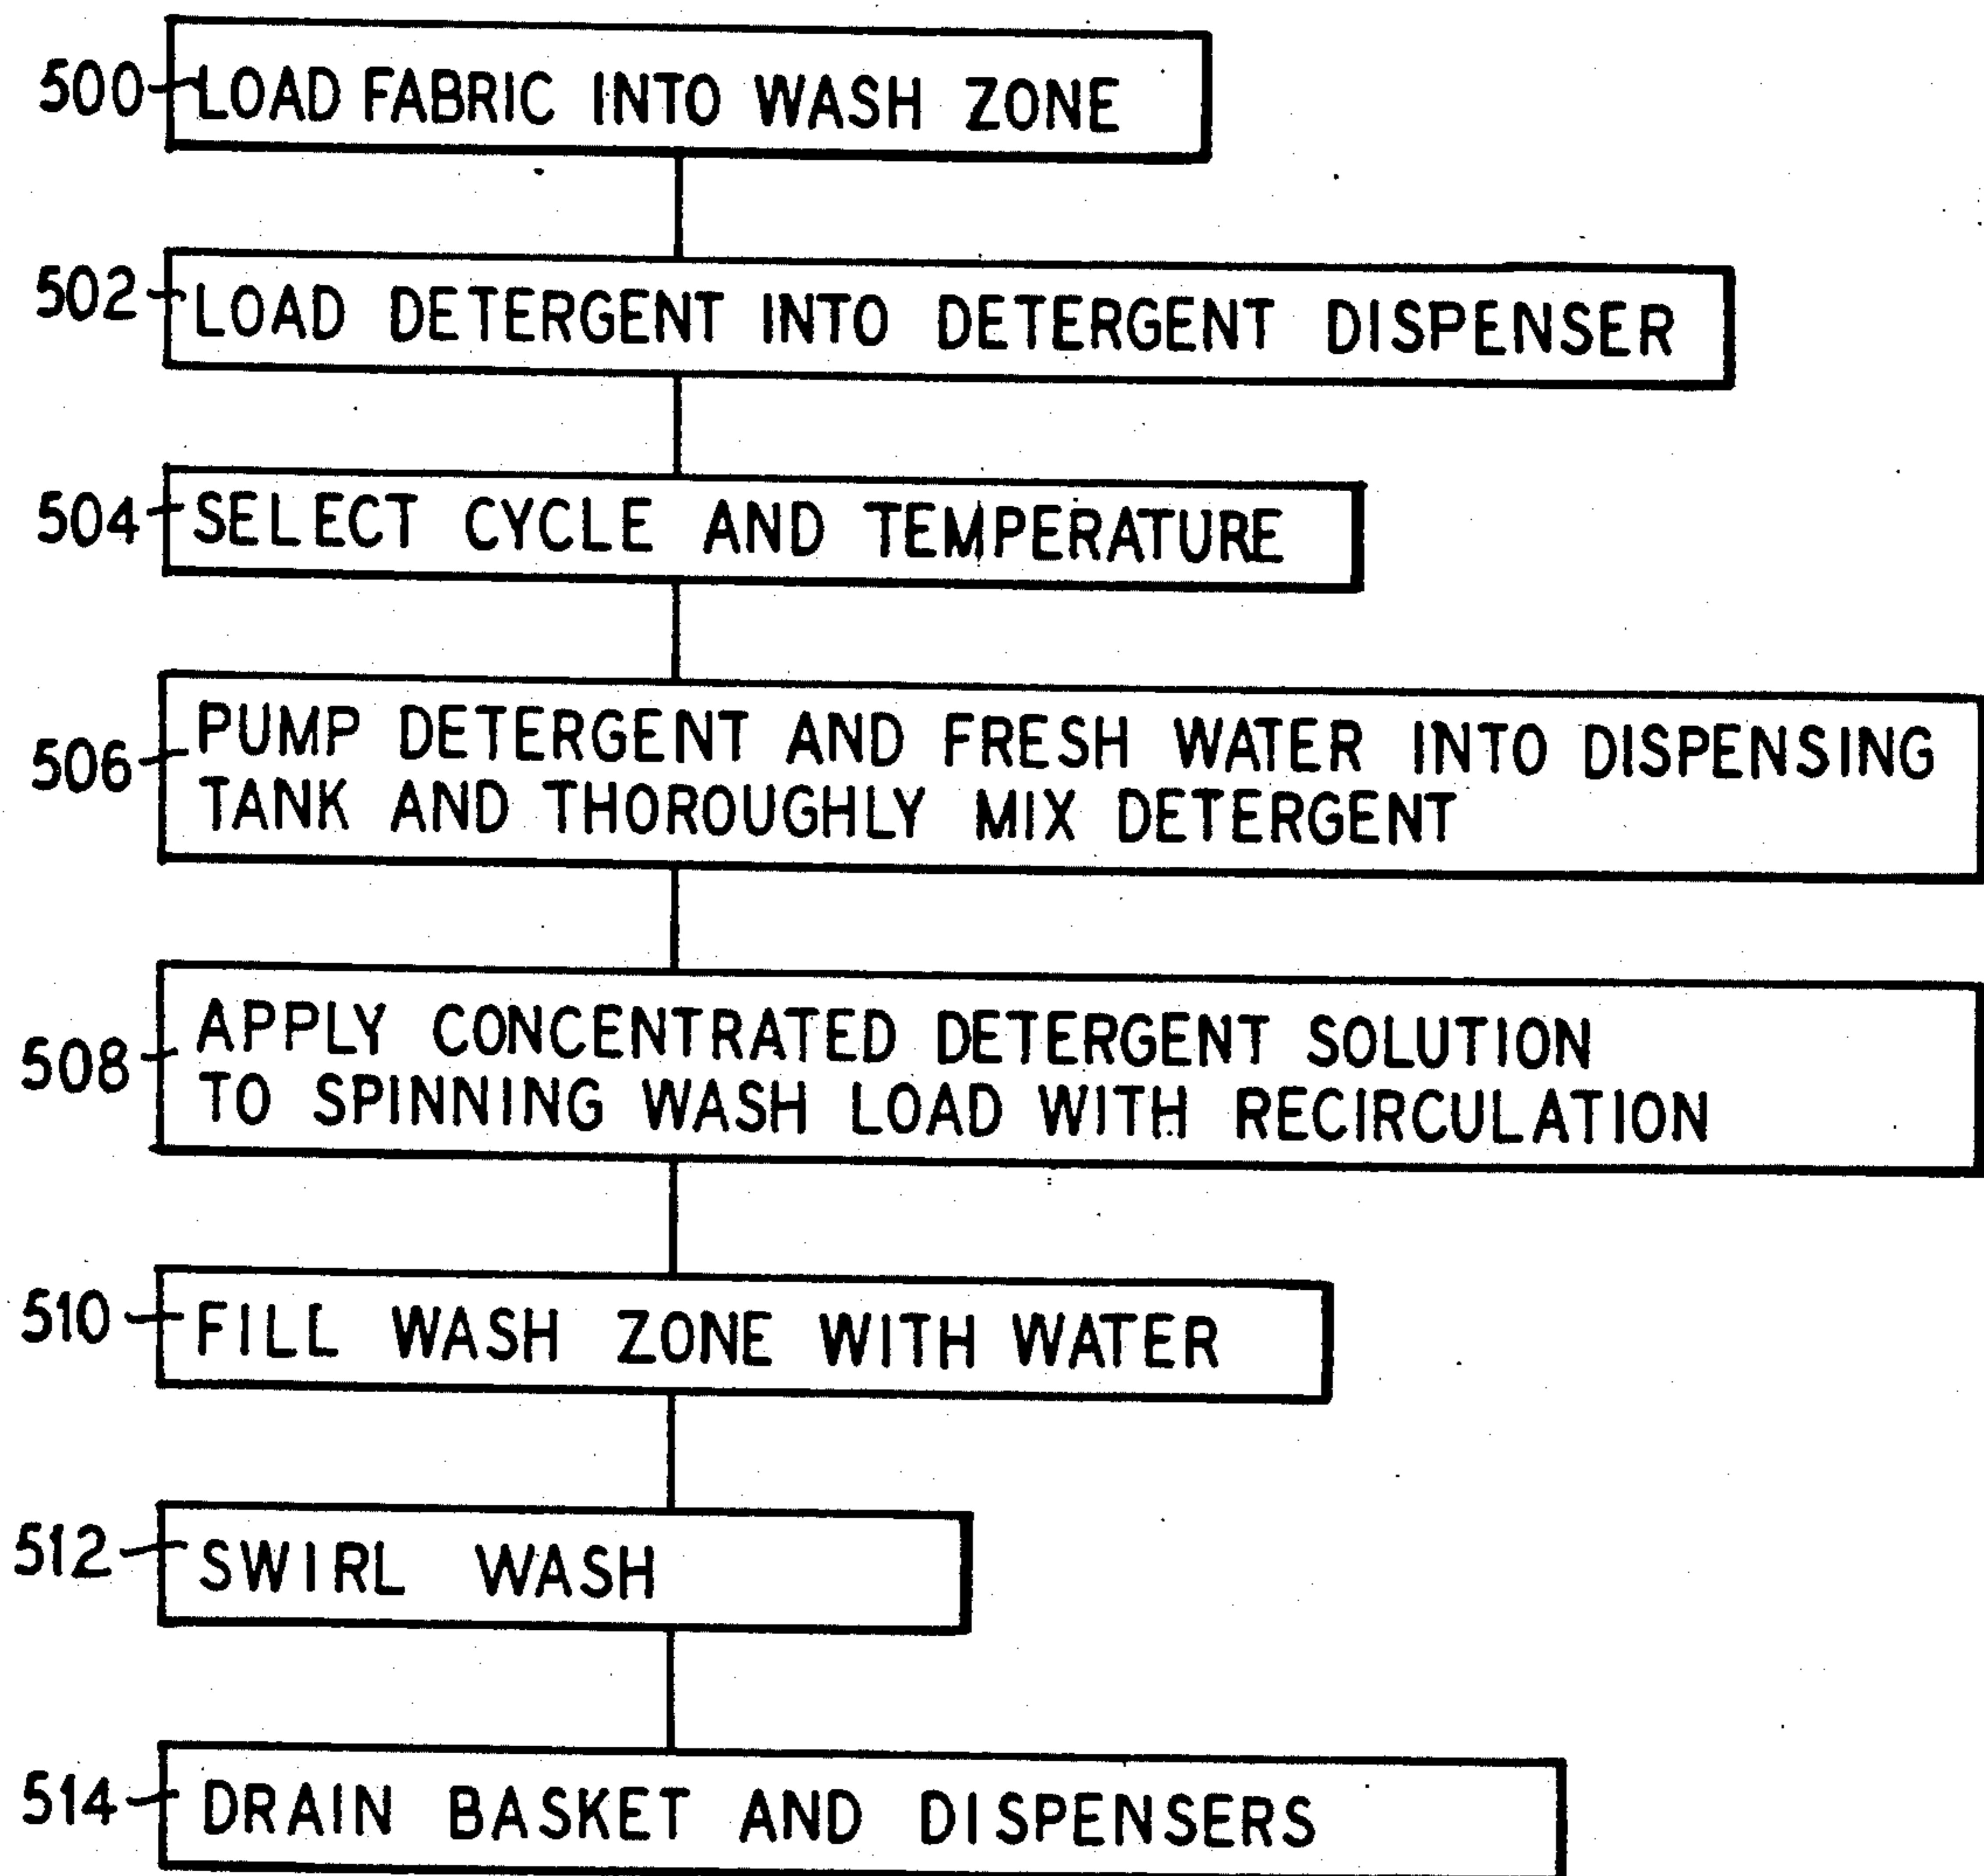 500 LOAD FABRIC INTO WASH ZONE
502 LOAD DETERGENT INTO DETERGENT DISPENSER
504 SELECT CYCLE AND TEMPERATURE
506 PUMP DETERGENT AND FRESH WATER INTO DISPENSING
TANK AND THOROUGHLY MIX DETERGENT
508 APPLY CONCENTRATED DETERGENT SOLUTION
TO SPINNING WASH LOAD WITH RECIRCULATION
510 FILL WASH ZONE WITH WATER
512 SWIRL WASH
514 DRAIN BASKET AND DISPENSERS